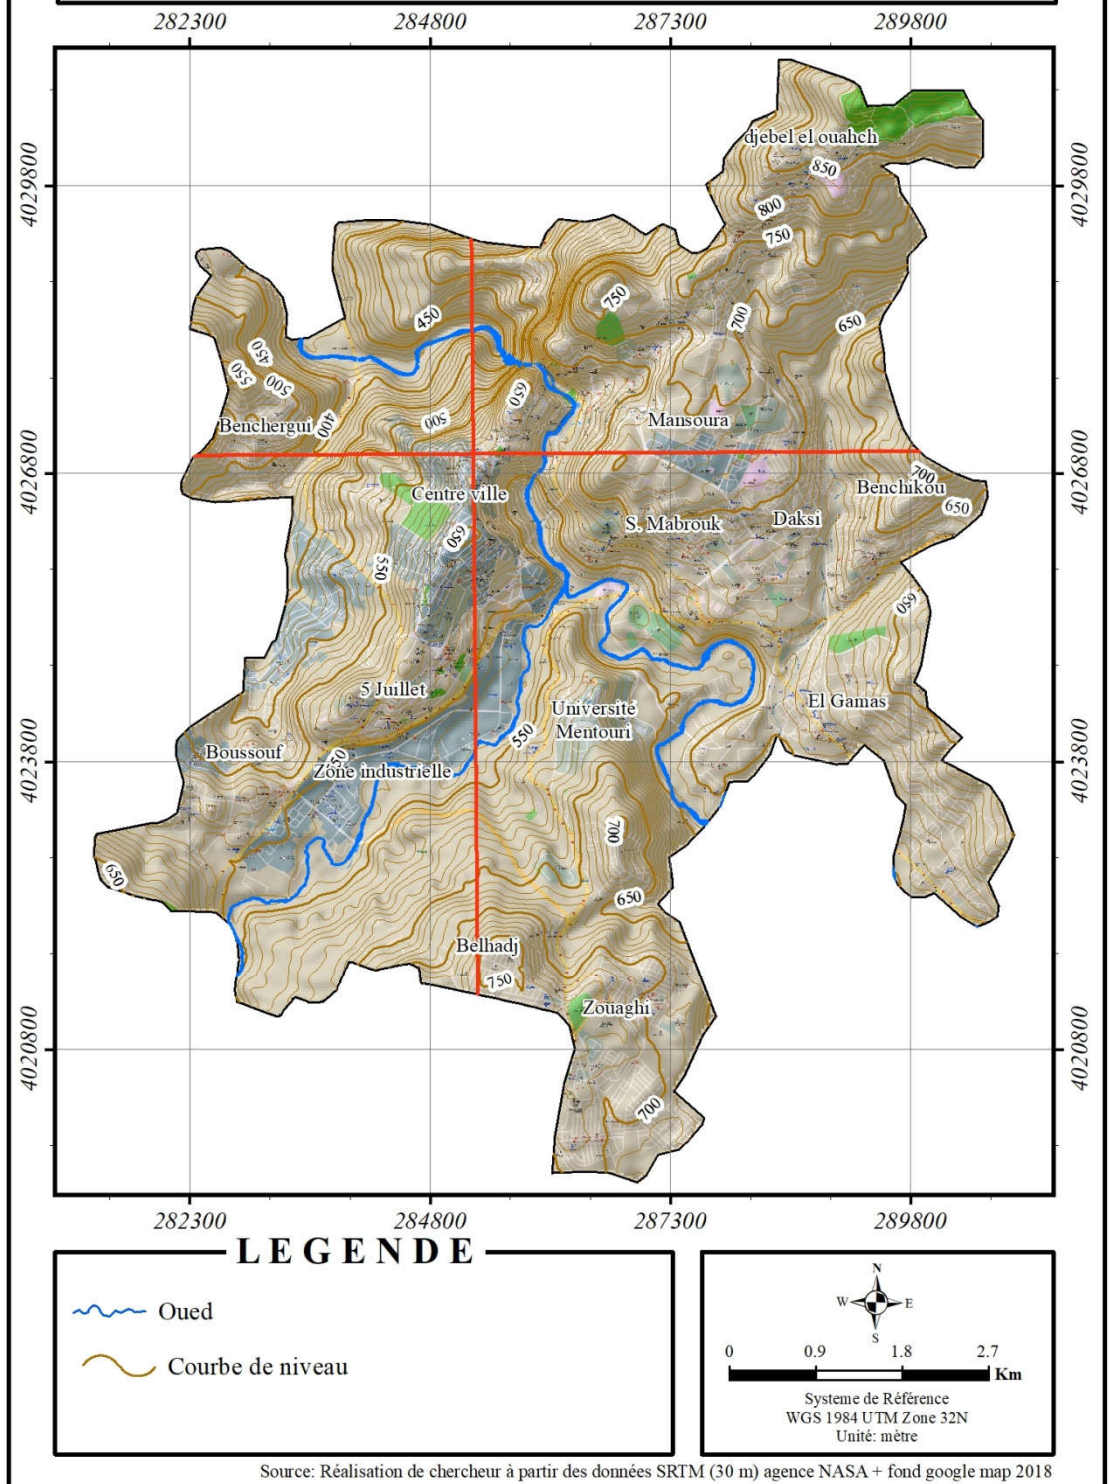 282300 284800 287300 289800
4029800 4029800
djebel el ouahch
850
800
750
750
700
650
450
450
550
500
400
650
500
Benchergui
Mansoura
4026600 4026600
Centre ville
700
Benchikou
650
S. Mabrouk
Daksi
650
550
650
5 Juillet
Université
Mentouri
El Gamas
550
Boussouf
Zone industrielle
4023800 4023800
700
650
650
Belhadj
750
Zouaghi
4020800 4020800
700
282300 284800 287300 289800
LEGENDE
Oued
Courbe de niveau
N
W E
S
0 0.9 1.8 2.7
Km
Systeme de Référence
WGS 1984 UTM Zone 32N
Unité: mètre
Source: Réalisation de chercheur à partir des données SRTM (30 m) agence NASA + fond google map 2018